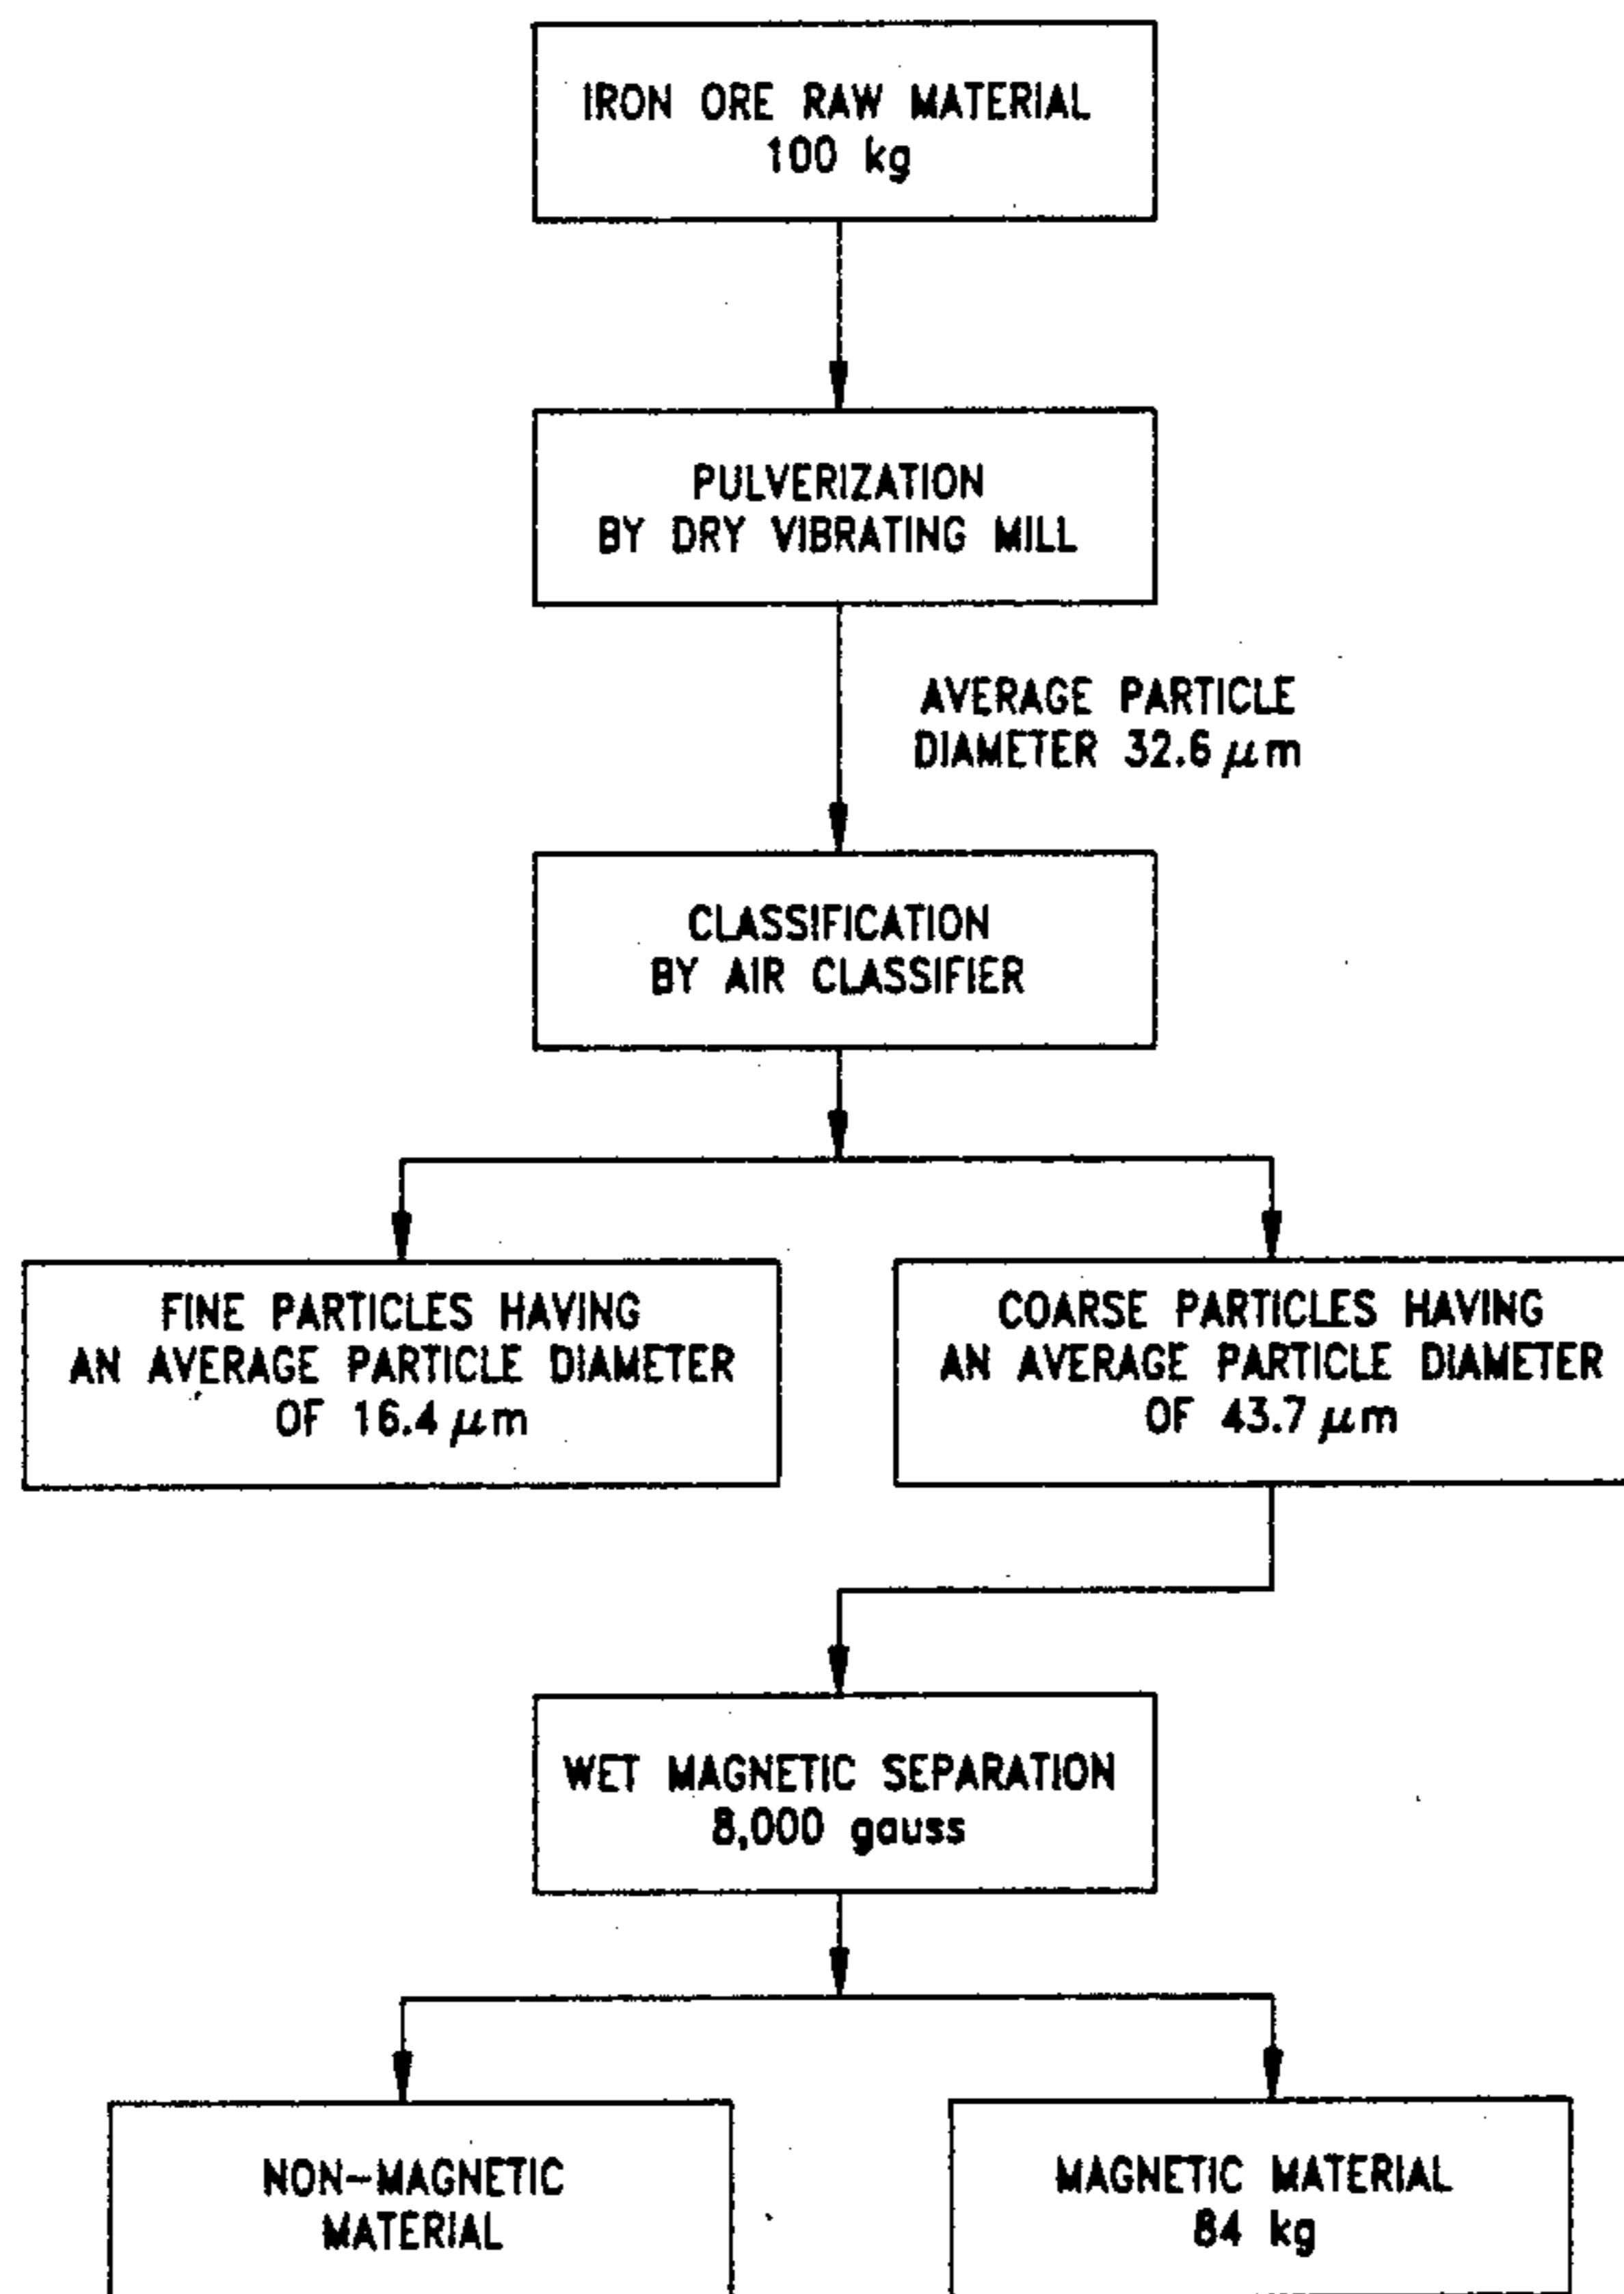 IRON ORE RAW MATERIAL
100 kg
PULVERIZATION
BY DRY VIBRATING MILL
AVERAGE PARTICLE
DIAMETER 32.6 μm
CLASSIFICATION
BY AIR CLASSIFIER
FINE PARTICLES HAVING
AN AVERAGE PARTICLE DIAMETER
OF 16.4 μm
COARSE PARTICLES HAVING
AN AVERAGE PARTICLE DIAMETER
OF 43.7 μm
WET MAGNETIC SEPARATION
8,000 gauss
NON-MAGNETIC
MATERIAL
MAGNETIC MATERIAL
84 kg